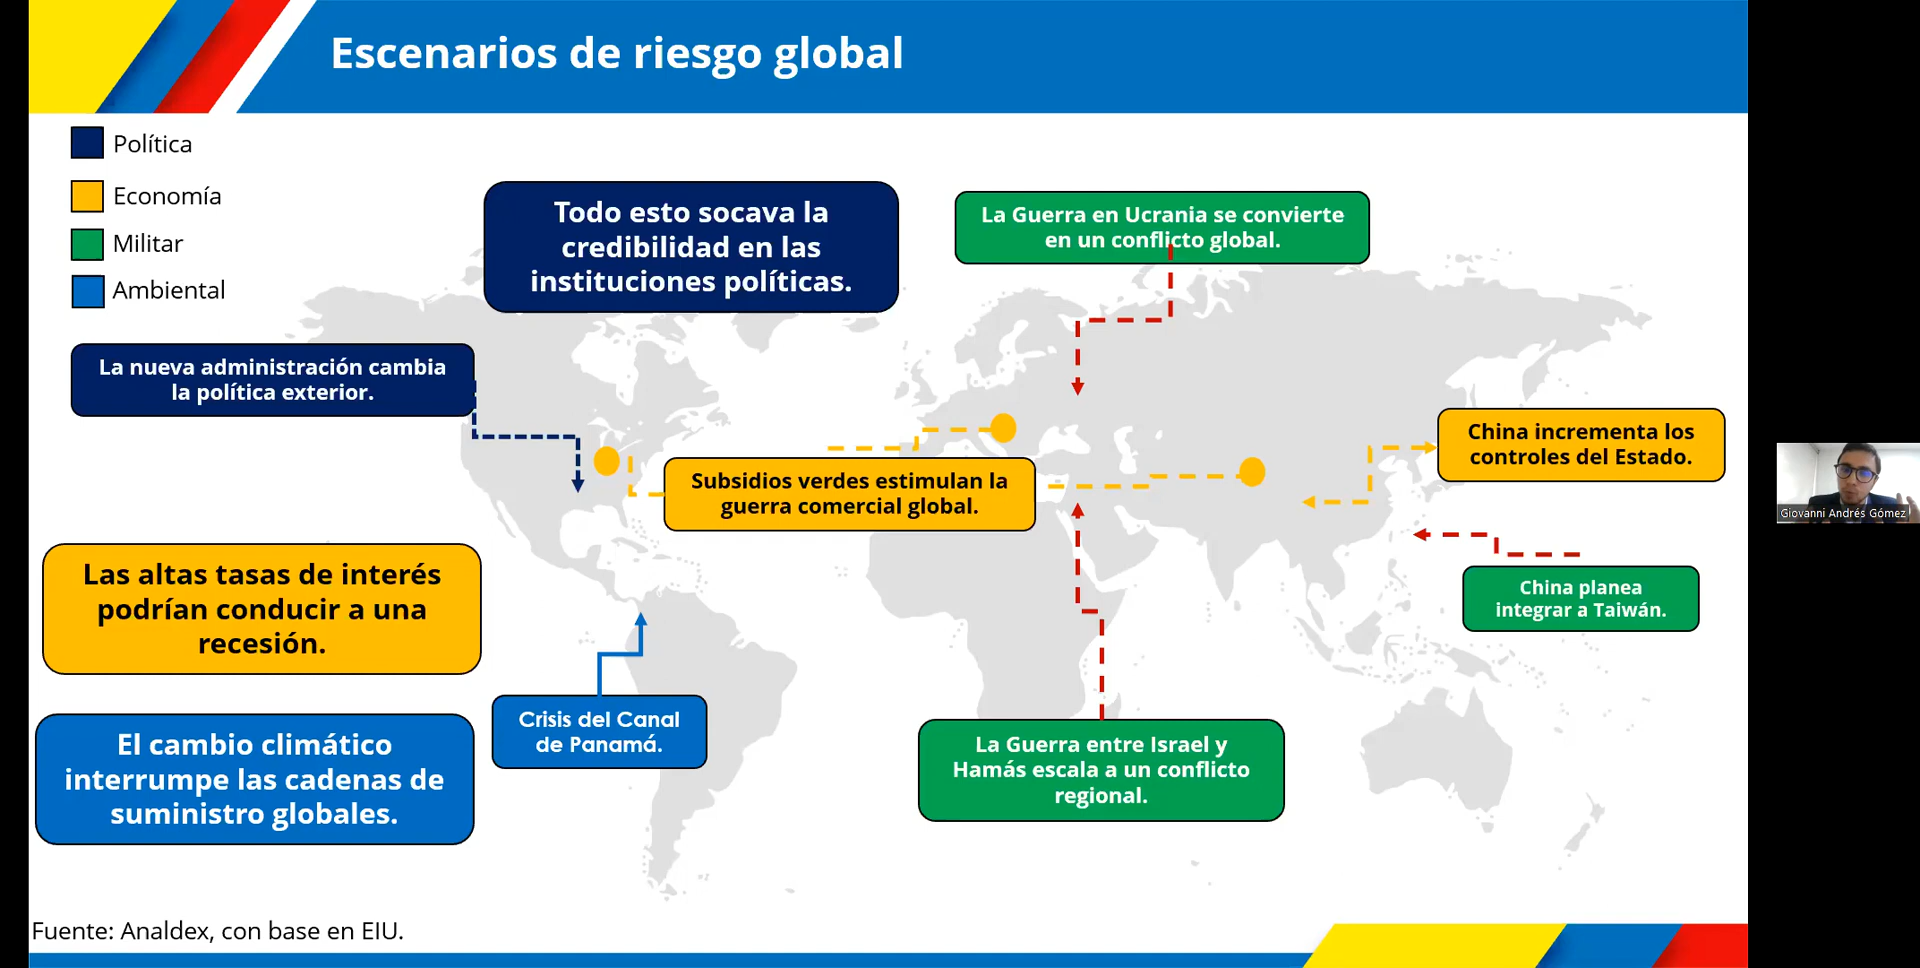 Escenarios de riesgo global
Política
Economía
Militar
Ambiental
Todo esto socava la
credibilidad en las
instituciones políticas.
La Guerra en Ucrania se convierte
en un conflicto global.
La nueva administración cambia
la política exterior.
Subsidios verdes estimulan la
guerra comercial global.
China incrementa los
controles del Estado.
China planea
integrar a Taiwán.
Las altas tasas de interés
podrían conducir a una
recesión.
Crisis del Canal
de Panamá.
La Guerra entre Israel y
Hamás escala a un conflicto
regional.
El cambio climático
interrumpe las cadenas de
suministro globales.
Fuente: Analdex, con base en EIU.
Giovanni Andrés Gómez